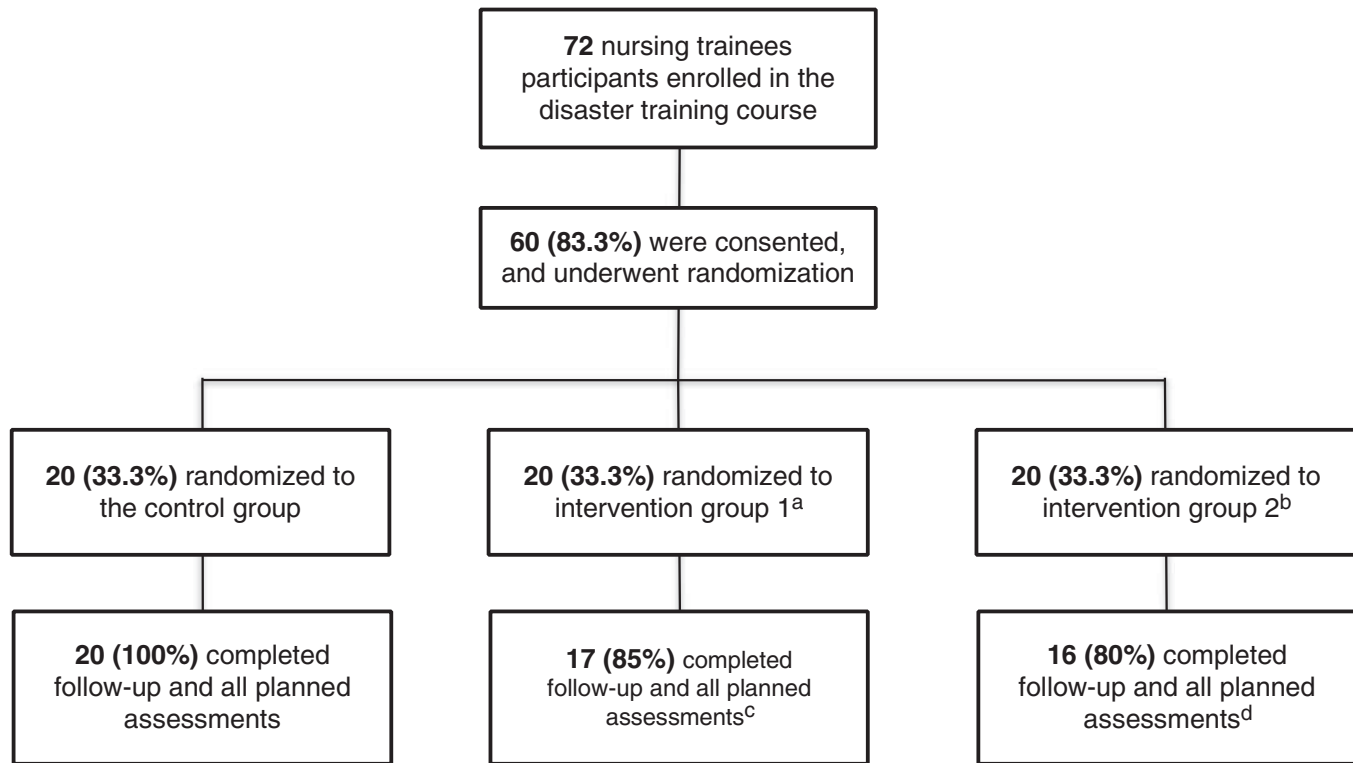 72 nursing trainees
participants enrolled in the
disaster training course
60 (83.3%) were consented,
and underwent randomization
20 (33.3%) randomized to
the control group
20 (33.3%) randomized to
intervention group 1a
20 (33.3%) randomized to
intervention group 2b
20 (100%) completed
follow-up and all planned
assessments
17 (85%) completed
follow-up and all planned
assessmentsc
16 (80%) completed
follow-up and all planned
assessmentsd